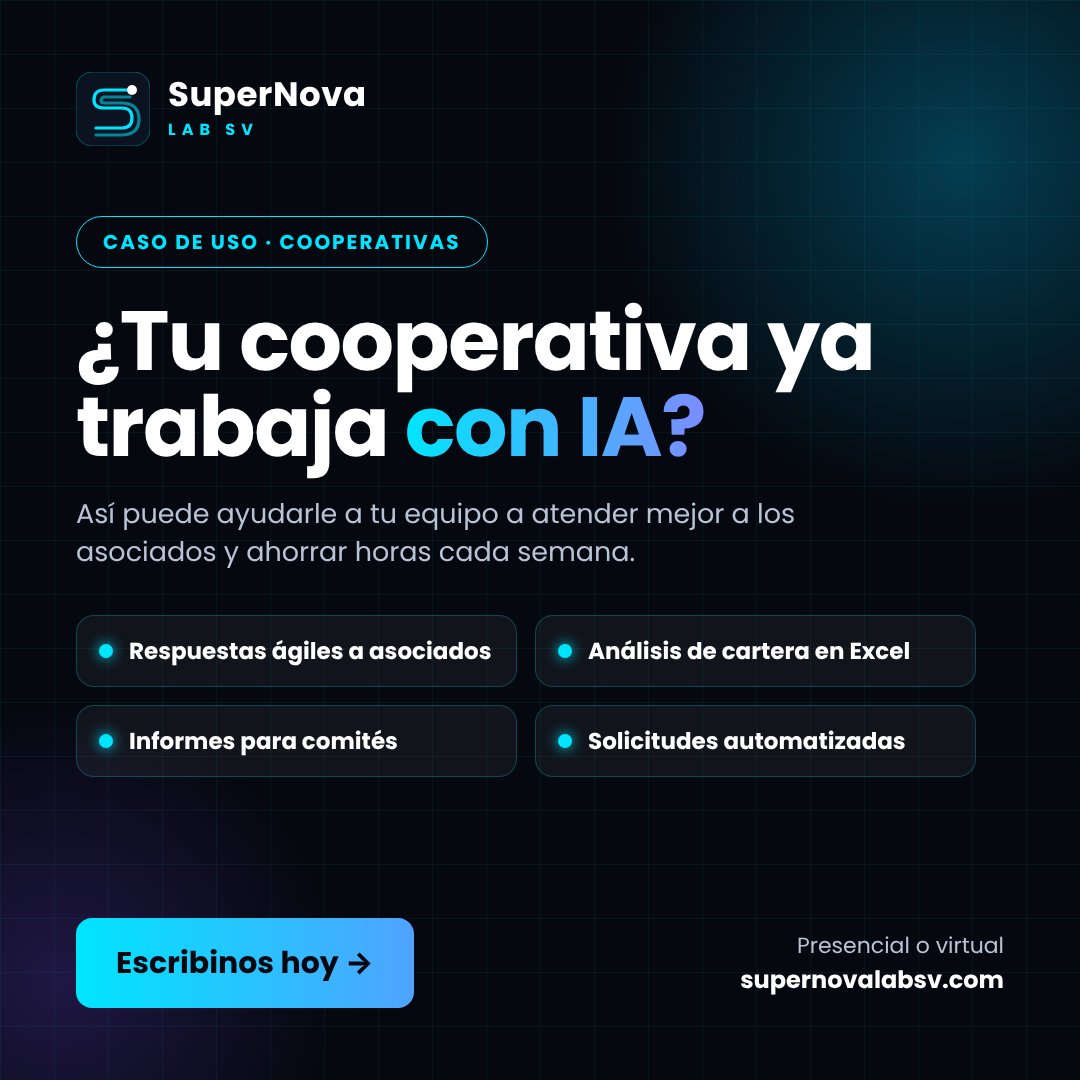 SuperNova
LAB SV
CASO DE USO · COOPERATIVAS
¿Tu cooperativa ya
trabaja con IA?
Así puede ayudarle a tu equipo a atender mejor a los
asociados y ahorrar horas cada semana.
Respuestas ágiles a asociados
Análisis de cartera en Excel
Informes para comités
Solicitudes automatizadas
Escribinos hoy →
Presencial o virtual
supernovalabsv.com